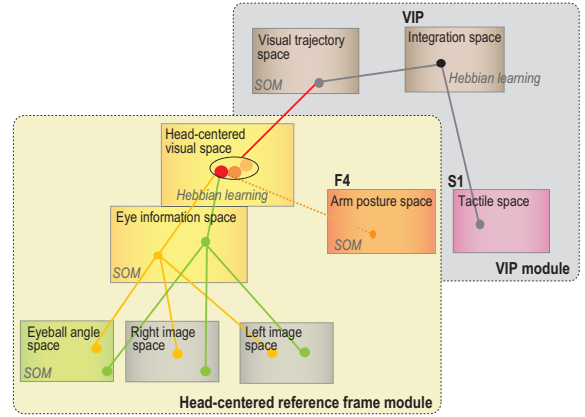 VIP
Visual trajectory
space
SOM
Integration space
Hebbian learning
Head-centered
visual space
Hebbian learning
F4
Arm posture space
SOM
S1
Tactile space
VIP module
Eye information space
SOM
Eyeball angle
space
SOM
Right image
space
Left image
space
Head-centered reference frame module